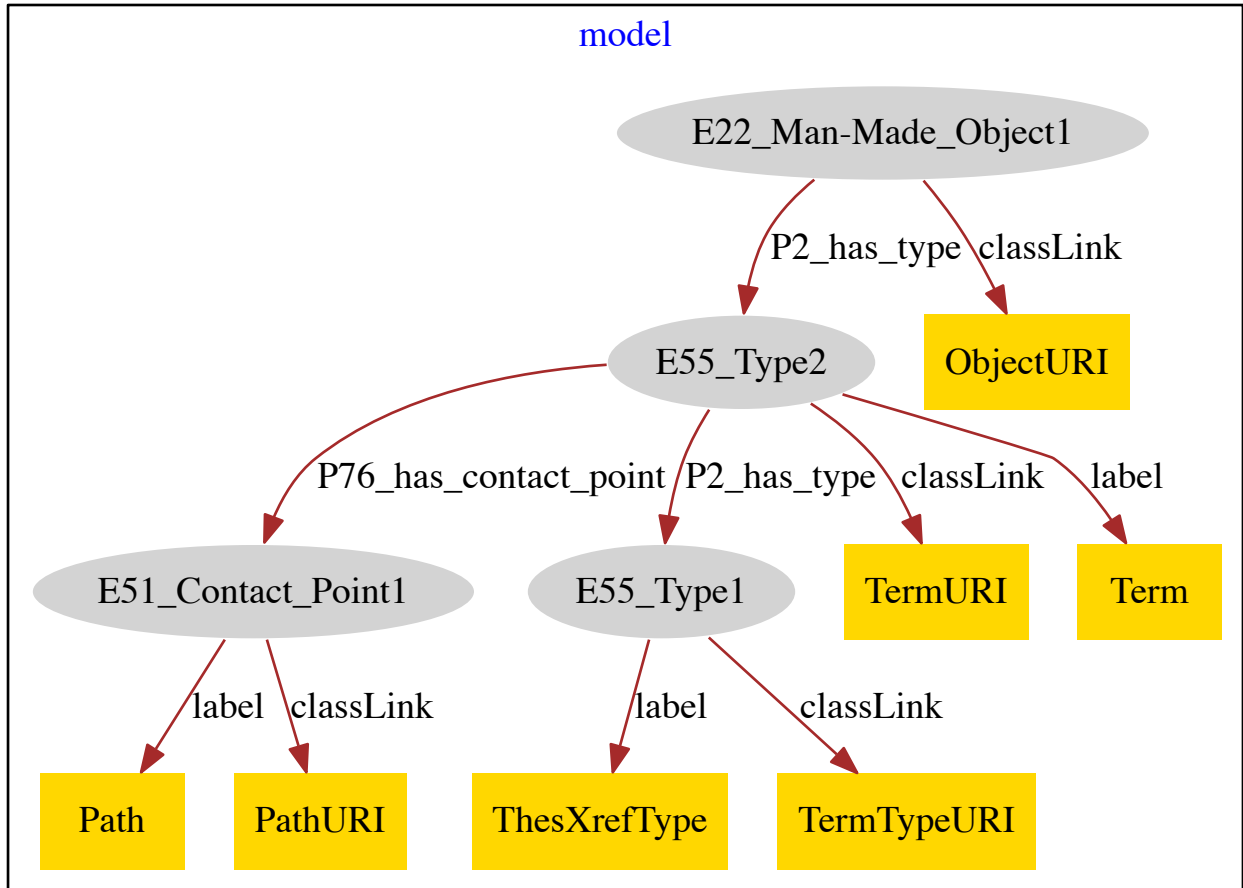 model
E22_Man-Made_Object1
P2_has_type classLink
E55_Type2
ObjectURI
P76_has_contact_point P2_has_type classLink label
E51_Contact_Point1 E55_Type1 TermURI Term
label classLink label classLink
Path PathURI ThesXrefType TermTypeURI